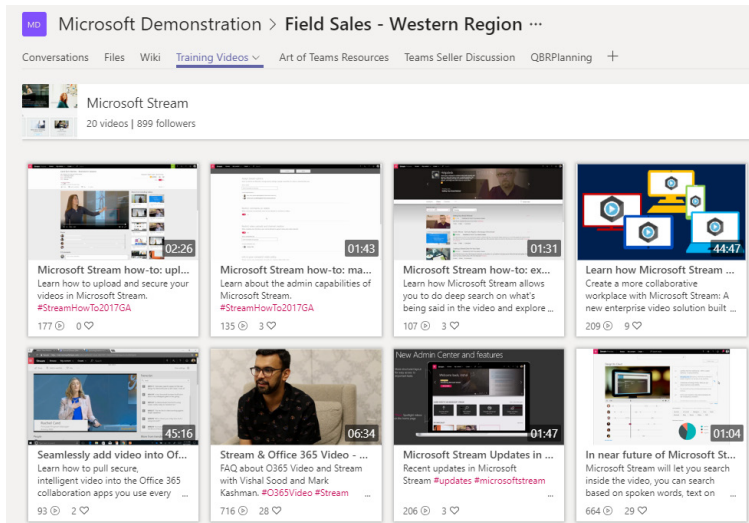 MD Microsoft Demonstration > Field Sales - Western Region ...
Conversations Files Wiki Training Videos Art of Teams Resources Teams Seller Discussion QBRPlanning +
Microsoft Stream
20 videos | 899 followers
02:26
01:43
01:31
44:47
Microsoft Stream how-to: upl...
Learn how to upload and secure your
videos in Microsoft Stream.
#StreamHowTo2017GA
177 0
Microsoft Stream how-to: ma...
Learn about the admin capabilities of
Microsoft Stream.
#StreamHowTo2017GA
135 3
Microsoft Stream how-to: ex...
Learn how Microsoft Stream allows
you to do deep search on what's
being said in the video and explore ...
107 3
Learn how Microsoft Stream ...
Create a more collaborative
workplace with Microsoft Stream: A
new enterprise video solution built ...
209 9
45:16
06:34
New Admin Center and features
01:47
01:04
Seamlessly add video into Of...
Learn how to pull secure,
intelligent video into the Office 365
collaboration apps you use every ...
93 2
Stream & Office 365 Video - ...
FAQ about O365 Video and Stream
with Vishal Sood and Mark
Kashman. #O365Video #Stream
...
716 28
Microsoft Stream Updates in ...
Recent updates in Microsoft
Stream #updates #microsoftstream
...
206 3
In near future of Microsoft St...
Microsoft Stream will let you search
inside the video, you can search
based on spoken words, text on ...
664 29